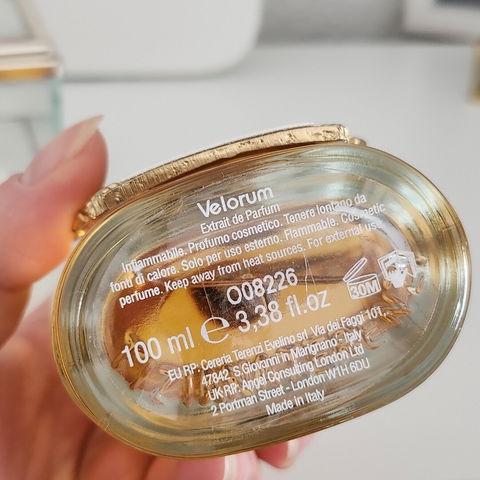 Velorum
Extrait de Parfum
Infiammabile. Profumo cosmetico. Tenere lontano da
fonti di calore. Solo per uso esterno. Flammable. Cosmetic
perfume. Keep away from heat sources. For external use.
O08226
100 ml ℮ 3,38 fl.oz
30M
EU RP: Cereria Terenzi Evelino srl Via dei Faggi 101,
47842 S Giovanni in Marignano - Italy
UK RP: Angel Consulting London Ltd
2 Portman Street - London W1H 6DU
Made in Italy